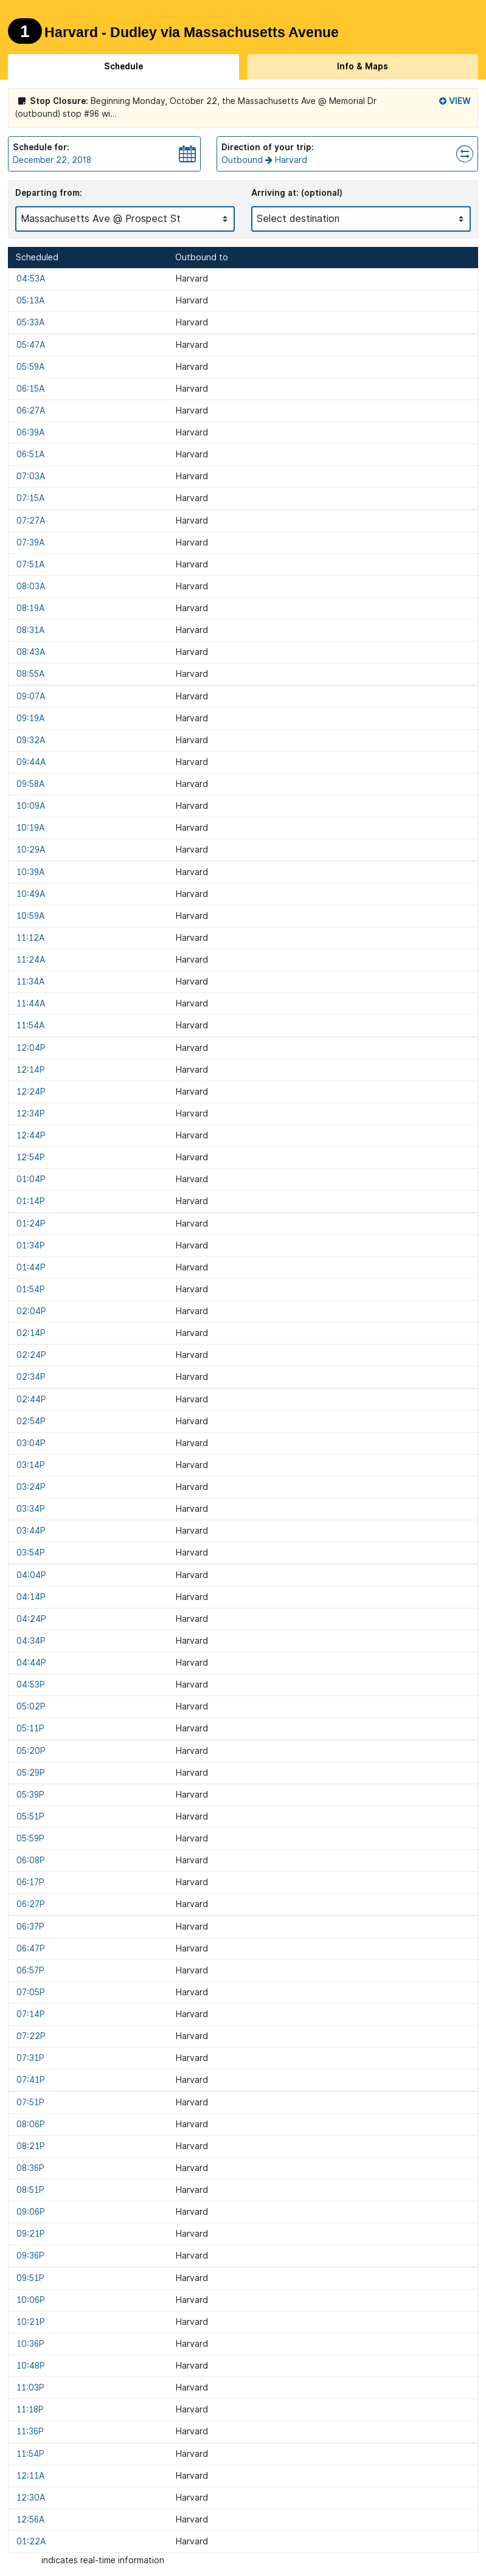 1 Harvard - Dudley via Massachusetts Avenue
Schedule Info & Maps
Stop Closure: Beginning Monday, October 22, the Massachusetts Ave @ Memorial Dr VIEW
(outbound) stop #96 wi...
Schedule for:
December 22, 2018
Direction of your trip:
Outbound Harvard
Departing from:
Massachusetts Ave @ Prospect St
Arriving at: (optional)
Select destination
Scheduled Outbound to
04:53A Harvard
05:13A Harvard
05:33A Harvard
05:47A Harvard
05:59A Harvard
06:15A Harvard
06:27A Harvard
06:39A Harvard
06:51A Harvard
07:03A Harvard
07:15A Harvard
07:27A Harvard
07:39A Harvard
07:51A Harvard
08:03A Harvard
08:19A Harvard
08:31A Harvard
08:43A Harvard
08:55A Harvard
09:07A Harvard
09:19A Harvard
09:32A Harvard
09:44A Harvard
09:58A Harvard
10:09A Harvard
10:19A Harvard
10:29A Harvard
10:39A Harvard
10:49A Harvard
10:59A Harvard
11:12A Harvard
11:24A Harvard
11:34A Harvard
11:44A Harvard
11:54A Harvard
12:04P Harvard
12:14P Harvard
12:24P Harvard
12:34P Harvard
12:44P Harvard
12:54P Harvard
01:04P Harvard
01:14P Harvard
01:24P Harvard
01:34P Harvard
01:44P Harvard
01:54P Harvard
02:04P Harvard
02:14P Harvard
02:24P Harvard
02:34P Harvard
02:44P Harvard
02:54P Harvard
03:04P Harvard
03:14P Harvard
03:24P Harvard
03:34P Harvard
03:44P Harvard
03:54P Harvard
04:04P Harvard
04:14P Harvard
04:24P Harvard
04:34P Harvard
04:44P Harvard
04:53P Harvard
05:02P Harvard
05:11P Harvard
05:20P Harvard
05:29P Harvard
05:39P Harvard
05:51P Harvard
05:59P Harvard
06:08P Harvard
06:17P Harvard
06:27P Harvard
06:37P Harvard
06:47P Harvard
06:57P Harvard
07:05P Harvard
07:14P Harvard
07:22P Harvard
07:31P Harvard
07:41P Harvard
07:51P Harvard
08:06P Harvard
08:21P Harvard
08:36P Harvard
08:51P Harvard
09:06P Harvard
09:21P Harvard
09:36P Harvard
09:51P Harvard
10:06P Harvard
10:21P Harvard
10:36P Harvard
10:48P Harvard
11:03P Harvard
11:18P Harvard
11:36P Harvard
11:54P Harvard
12:11A Harvard
12:30A Harvard
12:56A Harvard
01:22A Harvard
indicates real-time information